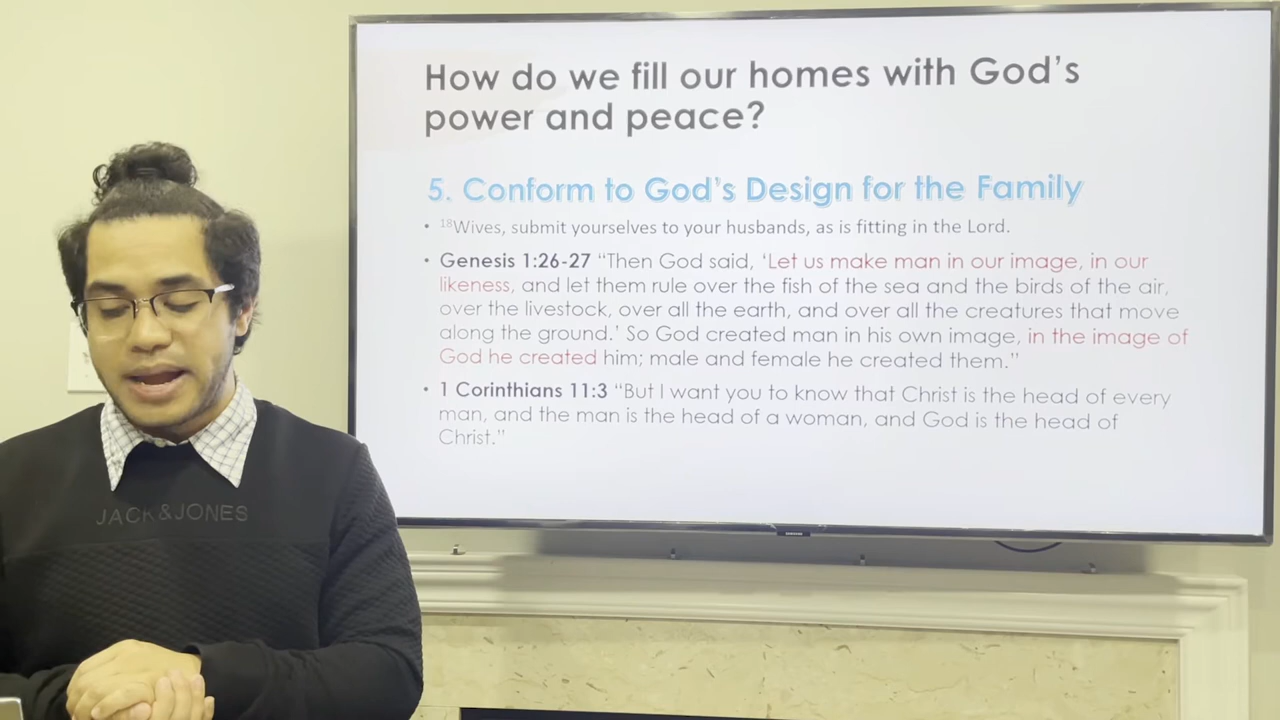 How do we fill our homes with God's
power and peace?
5. Conform to God's Design for the Family
• ¹⁸Wives, submit yourselves to your husbands, as is fitting in the Lord.
• Genesis 1:26-27 “Then God said, ‘Let us make man in our image, in our
likeness, and let them rule over the fish of the sea and the birds of the air,
over the livestock, over all the earth, and over all the creatures that move
along the ground.’ So God created man in his own image, in the image of
God he created him; male and female he created them.”
• 1 Corinthians 11:3 “But I want you to know that Christ is the head of every
man, and the man is the head of a woman, and God is the head of
Christ.”
JACK&JONES
SAMSUNG